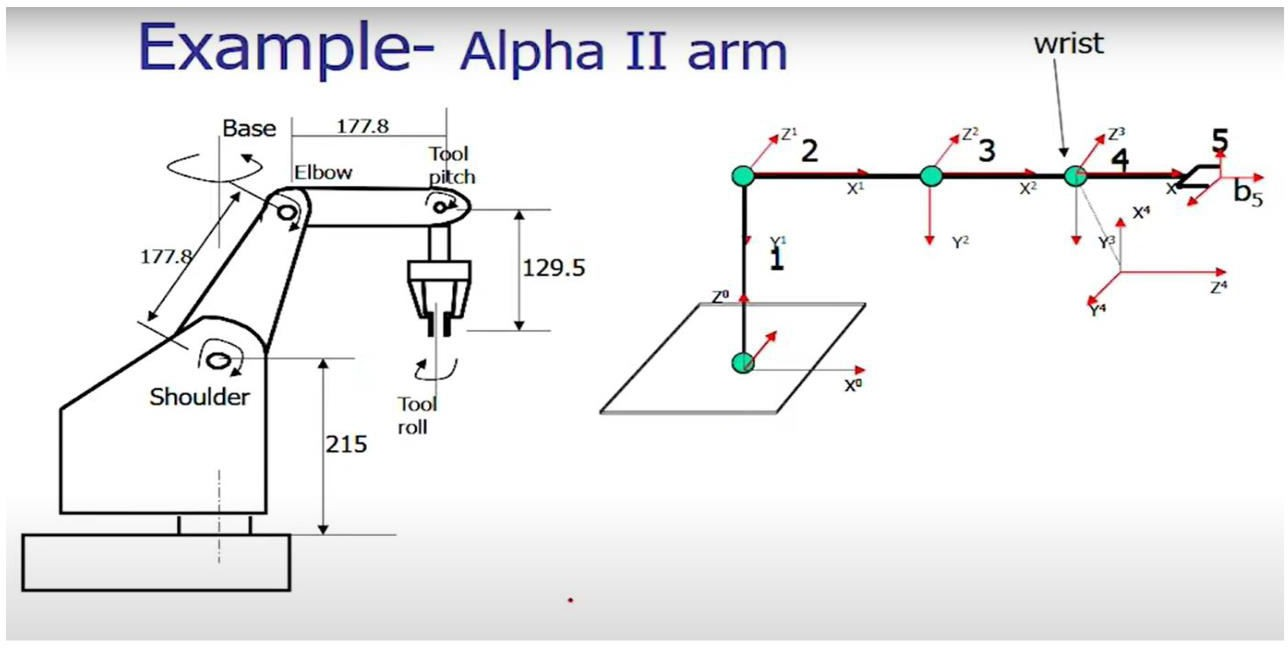 Example- Alpha II arm
wrist
Base
177.8
Tool
pitch
Elbow
177.8
129.5
Shoulder
Tool
roll
215
Z¹
2
Z²
3
Z³
4
5
X¹
X²
X
b₅
Y¹
1
Y²
Y³
X⁴
Z⁰
Z⁴
Y⁴
X⁰